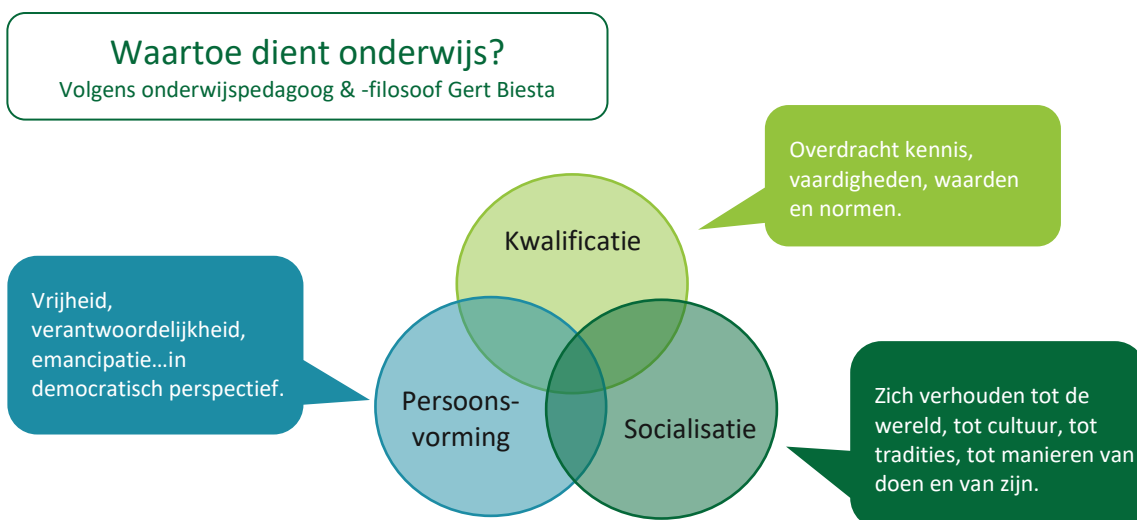 Waartoe dient onderwijs?
Volgens onderwijspedagoog & -filosoof Gert Biesta
Overdracht kennis,
vaardigheden, waarden
en normen.
Kwalificatie
Vrijheid,
verantwoordelijkheid,
emancipatie...in
democratisch perspectief.
Persoons-
vorming
Socialisatie
Zich verhouden tot de
wereld, tot cultuur, tot
tradities, tot manieren van
doen en van zijn.